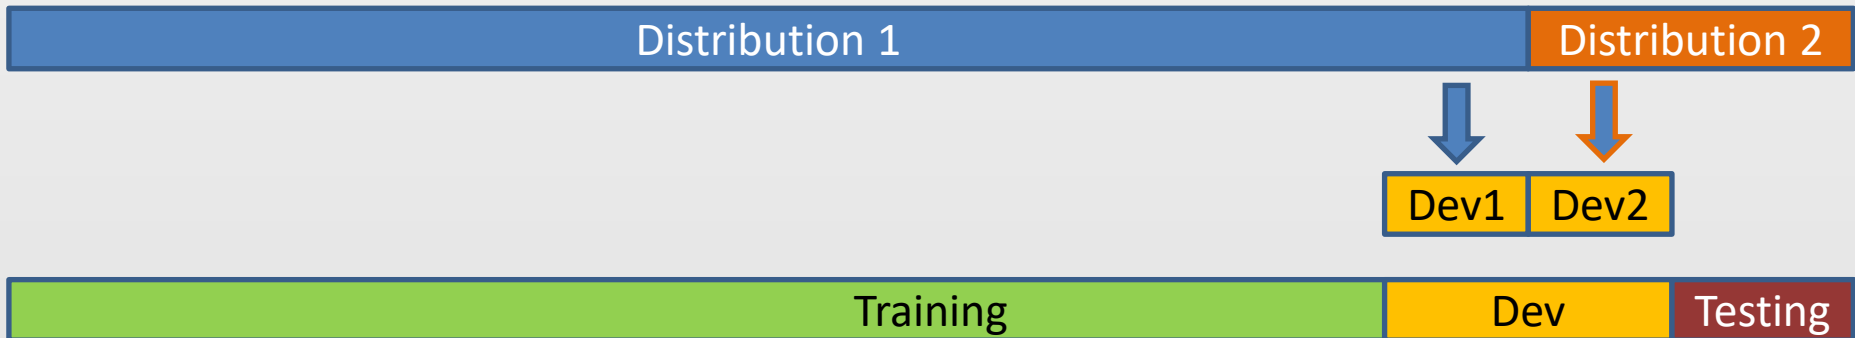 Distribution 1 Distribution 2
Dev1 Dev2
Training Dev Testing